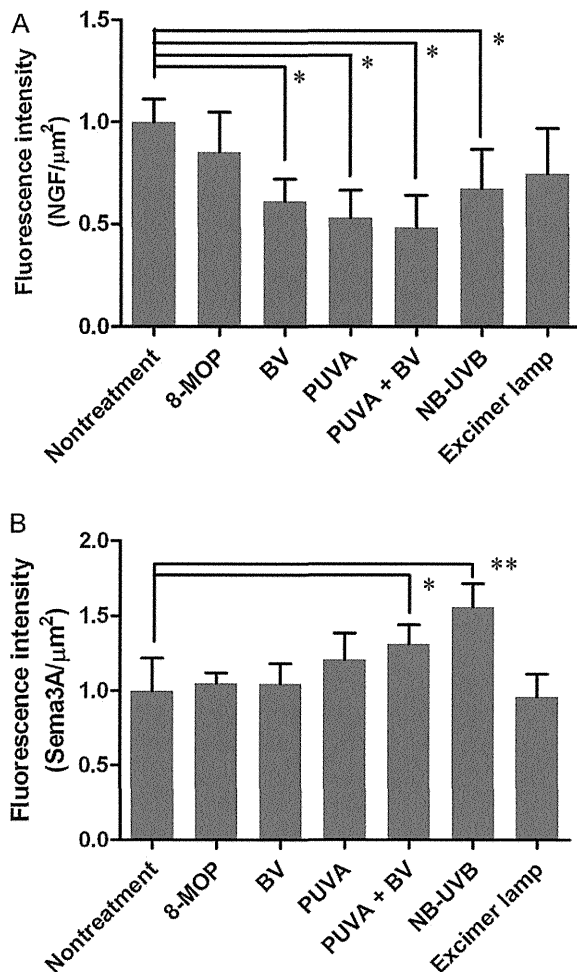 A
Fluorescence intensity
(NGF/μm²)
1.5
1.0
0.5
0.0
*
*
*
*
Nontreatment
8-MOP
BV
PUVA
PUVA + BV
NB-UVB
Excimer lamp
B
Fluorescence intensity
(Sema3A/μm²)
2.0
1.5
1.0
0.5
0.0
*
**
Nontreatment
8-MOP
BV
PUVA
PUVA + BV
NB-UVB
Excimer lamp